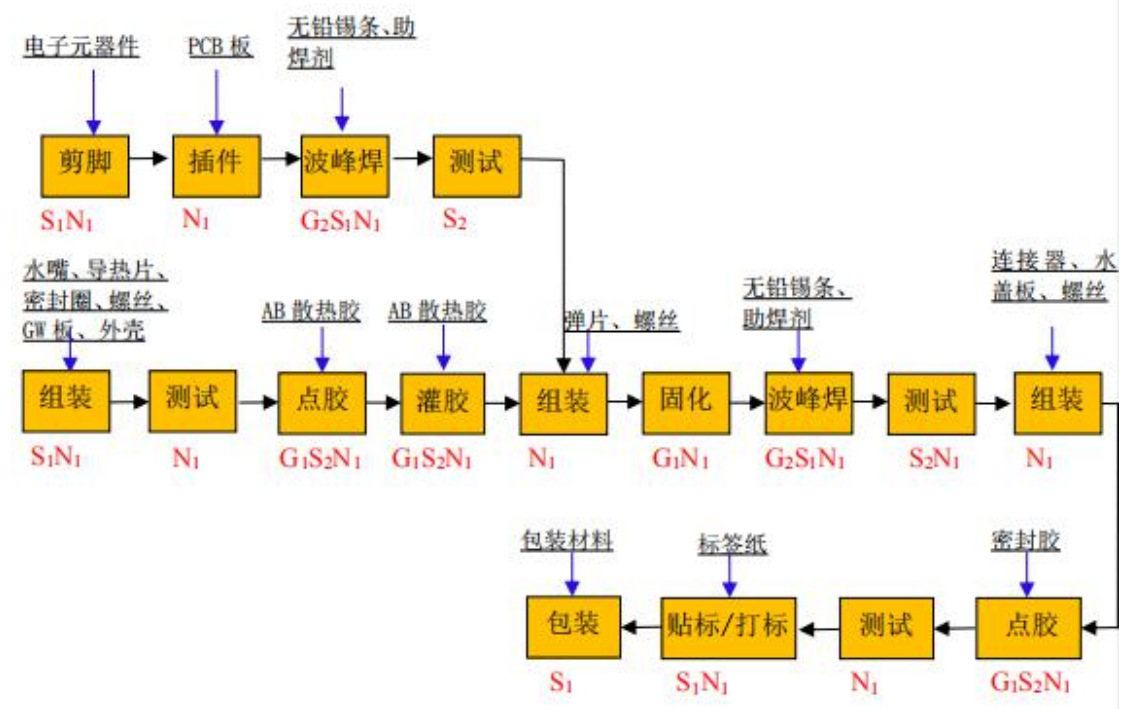 电子元器件
PCB 板
无铅锡条、助
焊剂
剪脚
插件
波峰焊
测试
S₁N₁
N₁
G₂S₁N₁
S₂
水嘴、导热片、
密封圈、螺丝、
GW 板、外壳
AB 散热胶
AB 散热胶
弹片、螺丝
无铅锡条、
助焊剂
连接器、水
盖板、螺丝
组装
测试
点胶
灌胶
组装
固化
波峰焊
测试
组装
S₁N₁
N₁
G₁S₂N₁
G₁S₂N₁
N₁
G₁N₁
G₂S₁N₁
S₂N₁
N₁
包装材料
标签纸
密封胶
包装
贴标/打标
测试
点胶
S₁
S₁N₁
N₁
G₁S₂N₁